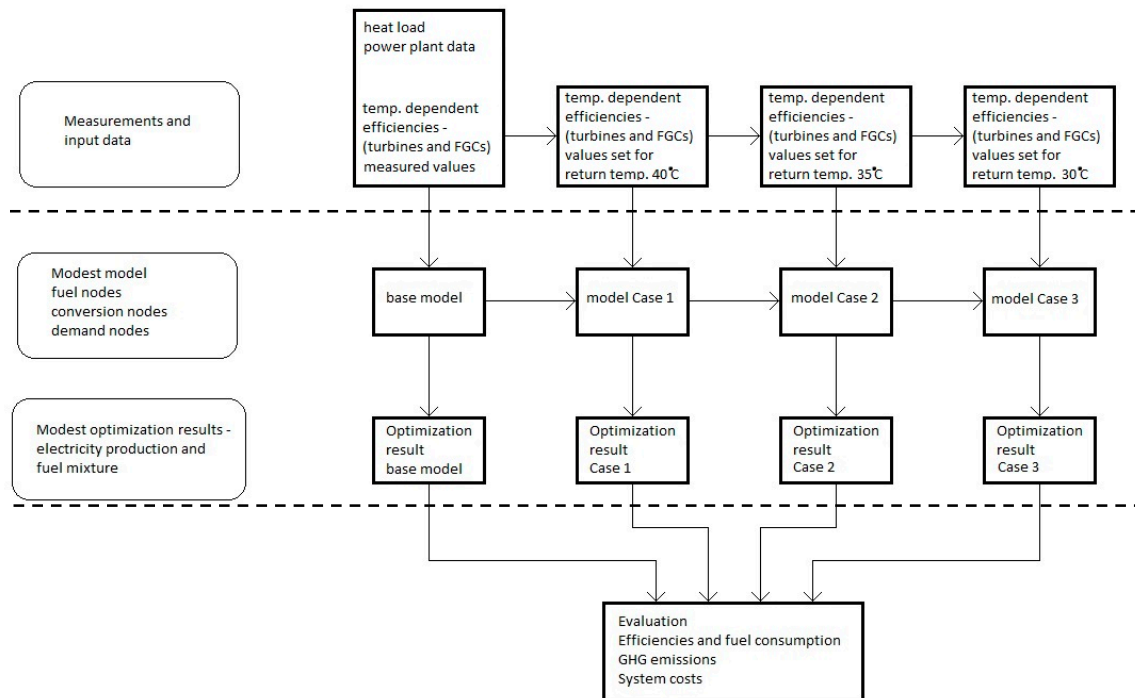 heat load
power plant data
temp. dependent
efficiencies -
(turbines and FGCs)
measured values
temp. dependent
efficiencies -
(turbines and FGCs)
values set for
return temp. 40°C
temp. dependent
efficiencies -
(turbines and FGCs)
values set for
return temp. 35°C
temp. dependent
efficiencies -
(turbines and FGCs)
values set for
return temp. 30°C
Measurements and
input data
Modest model
fuel nodes
conversion nodes
demand nodes
base model
model Case 1
model Case 2
model Case 3
Modest optimization results -
electricity production and
fuel mixture
Optimization
result
base model
Optimization
result
Case 1
Optimization
result
Case 2
Optimization
result
Case 3
Evaluation
Efficiencies and fuel consumption
GHG emissions
System costs